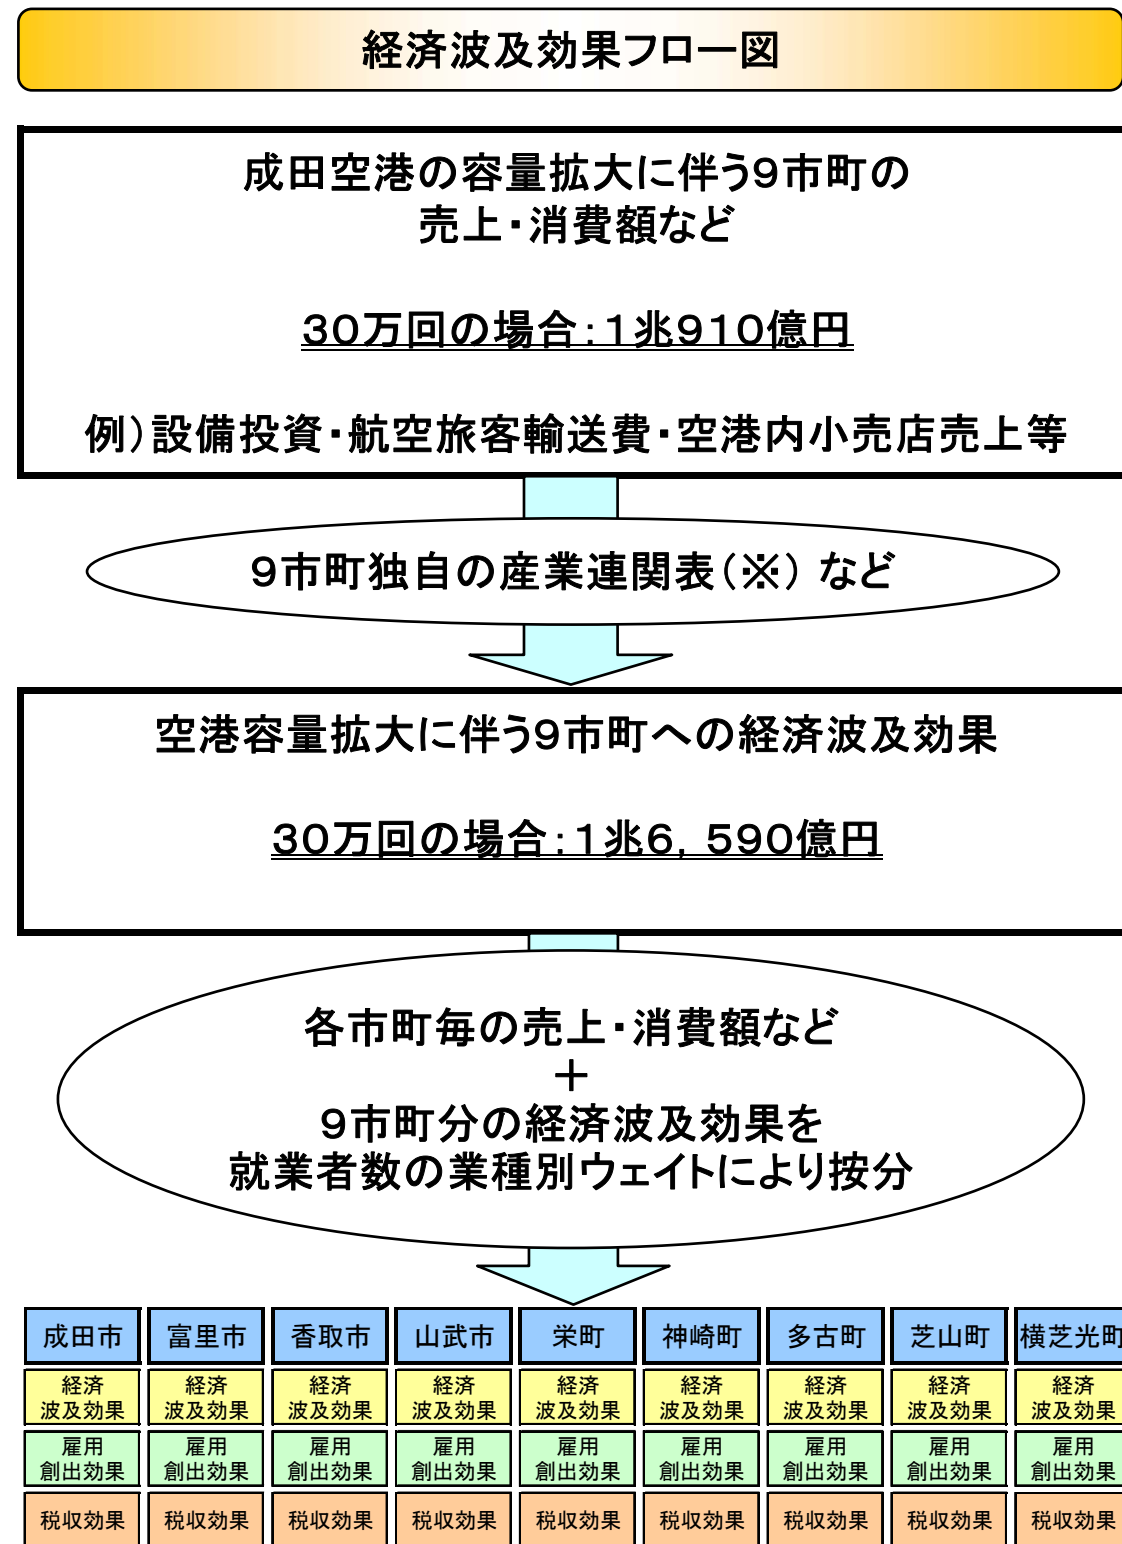 経済波及効果フロー図
成田空港の容量拡大に伴う9市町の
売上・消費額など
30万回の場合：1兆910億円
例）設備投資・航空旅客輸送費・空港内小売店売上等
9市町独自の産業連関表（※）など
空港容量拡大に伴う9市町への経済波及効果
30万回の場合：1兆6，590億円
各市町毎の売上・消費額など
＋
9市町分の経済波及効果を
就業者数の業種別ウェイトにより按分
成田市 富里市 香取市 山武市 栄町 神崎町 多古町 芝山町 横芝光町
経済 経済 経済 経済 経済 経済 経済 経済 経済
波及効果 波及効果 波及効果 波及効果 波及効果 波及効果 波及効果 波及効果 波及効果
雇用 雇用 雇用 雇用 雇用 雇用 雇用 雇用 雇用
創出効果 創出効果 創出効果 創出効果 創出効果 創出効果 創出効果 創出効果 創出効果
税収効果 税収効果 税収効果 税収効果 税収効果 税収効果 税収効果 税収効果 税収効果